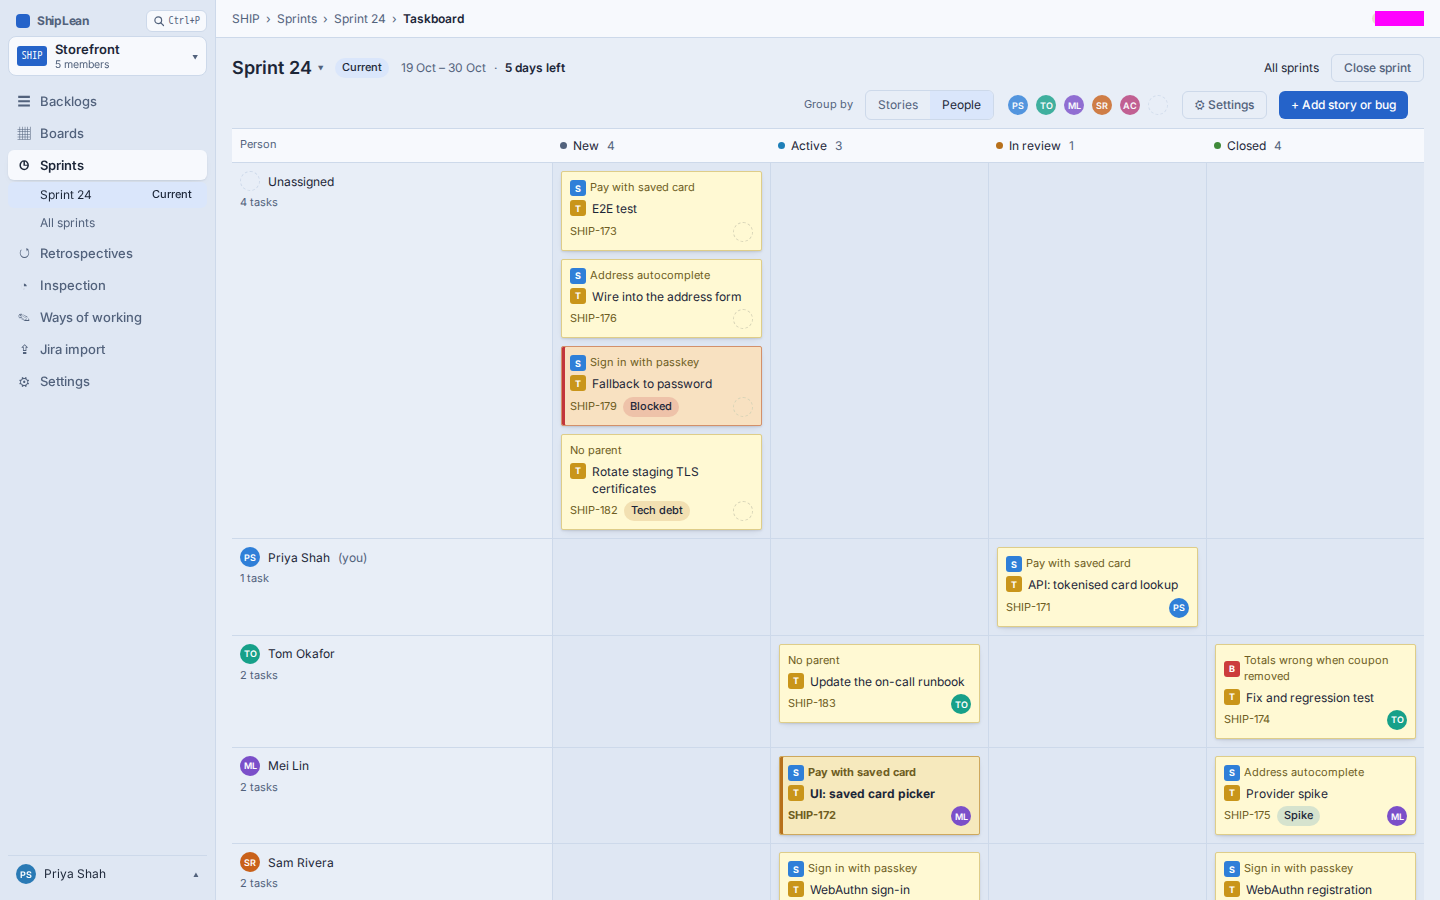 ShipLean
Ctrl+P
SHIP
Storefront
5 members
Backlogs
Boards
Sprints
Sprint 24
Current
All sprints
Retrospectives
Inspection
Ways of working
Jira import
Settings
PS
Priya Shah
SHIP › Sprints › Sprint 24 › Taskboard
Sprint 24
Current
19 Oct – 30 Oct · 5 days left
All sprints
Close sprint
Group by
Stories
People
PS
TO
ML
SR
AC
Settings
+ Add story or bug
Person
New 4
Active 3
In review 1
Closed 4
Unassigned
4 tasks
S Pay with saved card
T E2E test
SHIP-173
S Address autocomplete
T Wire into the address form
SHIP-176
S Sign in with passkey
T Fallback to password
SHIP-179 Blocked
No parent
T Rotate staging TLS
certificates
SHIP-182 Tech debt
PS Priya Shah (you)
1 task
S Pay with saved card
T API: tokenised card lookup
SHIP-171 PS
TO Tom Okafor
2 tasks
No parent
T Update the on-call runbook
SHIP-183 TO
B Totals wrong when coupon
removed
T Fix and regression test
SHIP-174 TO
ML Mei Lin
2 tasks
S Pay with saved card
T UI: saved card picker
SHIP-172 ML
S Address autocomplete
T Provider spike
SHIP-175 Spike ML
SR Sam Rivera
2 tasks
S Sign in with passkey
T WebAuthn sign-in
S Sign in with passkey
T WebAuthn registration